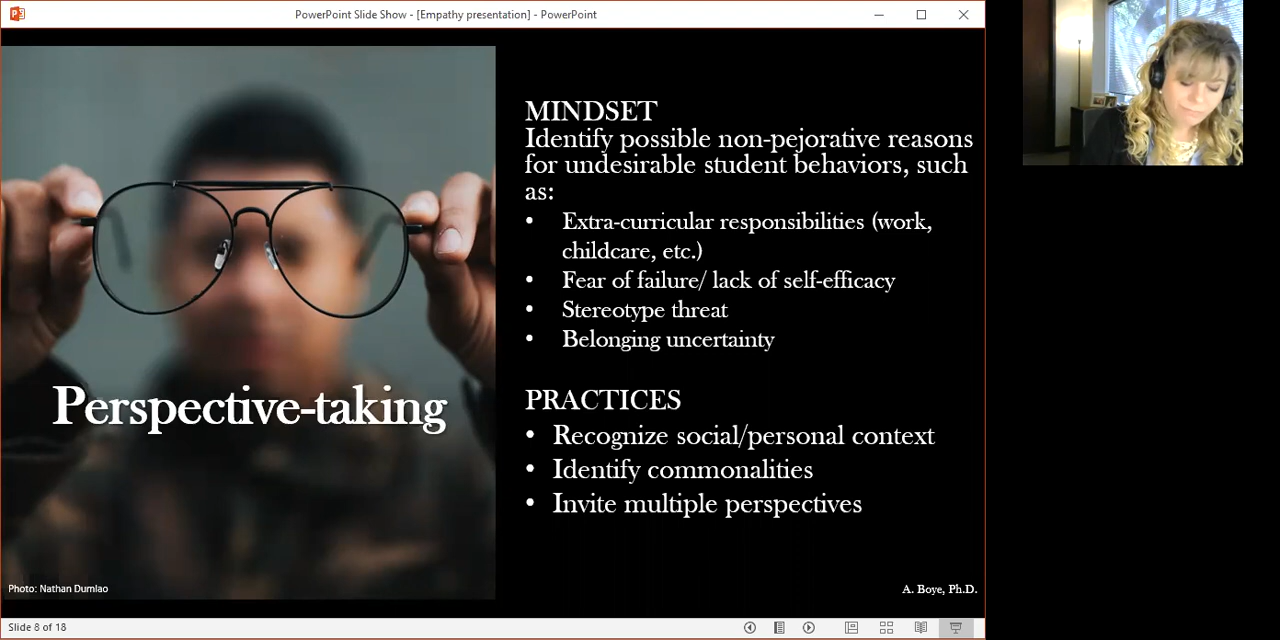 PowerPoint Slide Show - [Empathy presentation] - PowerPoint
Perspective-taking
Photo: Nathan Dumlao
MINDSET
Identify possible non-pejorative reasons
for undesirable student behaviors, such
as:
• Extra-curricular responsibilities (work,
childcare, etc.)
• Fear of failure/ lack of self-efficacy
• Stereotype threat
• Belonging uncertainty
PRACTICES
• Recognize social/personal context
• Identify commonalities
• Invite multiple perspectives
A. Boye, Ph.D.
Slide 8 of 18